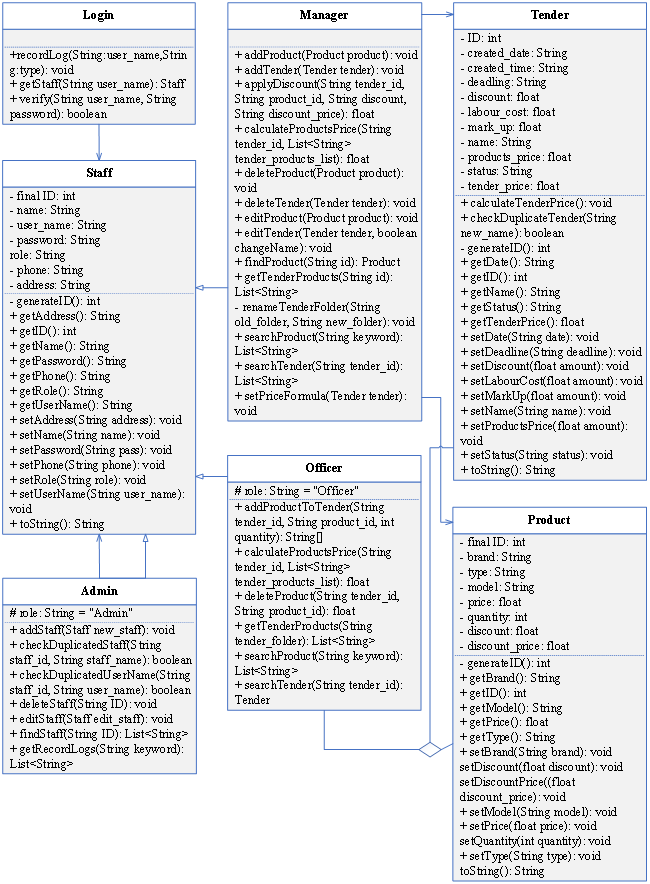 Login
+recordLog(String:user_name,Strin
g:type): void
+ getStaff(String user_name): Staff
+ verify(String user_name, String
password): boolean
Staff
- final ID: int
- name: String
- user_name: String
- password: String
role: String
- phone: String
- address: String
- generateID(): int
+ getAddress(): String
+ getID(): int
+ getName(): String
+ getPassword(): String
+ getPhone(): String
+ getRole(): String
+ getUserName(): String
+ setAddress(String address): void
+ setName(String name): void
+ setPassword(String pass): void
+ setPhone(String phone): void
+ setRole(String role): void
+ setUserName(String user_name):
void
+ toString(): String
Admin
# role: String = "Admin"
+ addStaff(Staff new_staff): void
+ checkDuplicatedStaff(String
staff_id, String staff_name): boolean
+ checkDuplicatedUserName(String
staff_id, String user_name): boolean
+ deleteStaff(String ID): void
+ editStaff(Staff edit_staff): void
+ findStaff(String ID): List<String>
+ getRecordLogs(String keyword):
List<String>
Manager
+ addProduct(Product product): void
+ addTender(Tender tender): void
+ applyDiscount(String tender_id,
String product_id, String discount,
String discount_price): float
+ calculateProductsPrice(String
tender_id, List<String>
tender_products_list): float
+ deleteProduct(Product product):
void
+ deleteTender(Tender tender): void
+ editProduct(Product product): void
+ editTender(Tender tender, boolean
changeName): void
+ findProduct(String id): Product
+ getTenderProducts(String id):
List<String>
- renameTenderFolder(String
old_folder, String new_folder): void
+ searchProduct(String keyword):
List<String>
+ searchTender(String tender_id):
List<String>
+ setPriceFormula(Tender tender):
void
Officer
# role: String = "Officer"
+ addProductToTender(String
tender_id, String product_id, int
quantity): String[]
+ calculateProductsPrice(String
tender_id, List<String>
tender_products_list): float
+ deleteProduct(String tender_id,
String product_id): float
+ getTenderProducts(String
tender_folder): List<String>
+ searchProduct(String keyword):
List<String>
+ searchTender(String tender_id):
Tender
Tender
- ID: int
- created_date: String
- created_time: String
- deadling: String
- discount: float
- labour_cost: float
- mark_up: float
- name: String
- products_price: float
- status: String
- tender_price: float
+ calculateTenderPrice(): void
+ checkDuplicateTender(String
new_name): boolean
- generateID(): int
+ getDate(): String
+ getID(): int
+ getName(): String
+ getStatus(): String
+ getTenderPrice(): float
+ setDate(String date): void
+ setDeadline(String deadline): void
+ setDiscount(float amount): void
+ setLabourCost(float amount): void
+ setMarkUp(float amount): void
+ setName(String name): void
+ setProductsPrice(float amount):
void
+ setStatus(String status): void
+ toString(): String
Product
- final ID: int
- brand: String
- type: String
- model: String
- price: float
- quantity: int
- discount: float
- discount_price: float
- generateID(): int
+ getBrand(): String
+ getID(): int
+ getModel(): String
+ getPrice(): float
+ getType(): String
+ setBrand(String brand): void
setDiscount(float discount): void
setDiscountPrice((float
discount_price): void
+ setModel(String model): void
+ setPrice(float price): void
setQuantity(int quantity): void
+ setType(String type): void
toString(): String